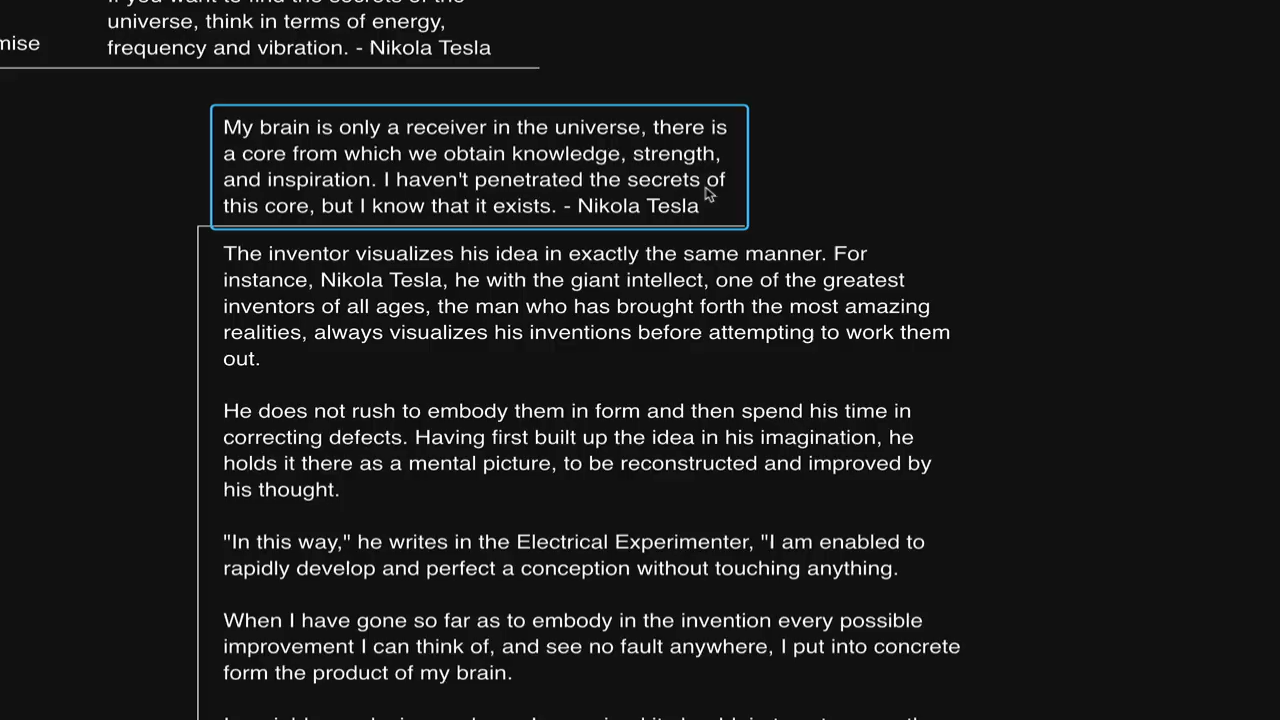 universe, think in terms of energy,
mise
frequency and vibration. - Nikola Tesla
My brain is only a receiver in the universe, there is
a core from which we obtain knowledge, strength,
and inspiration. I haven't penetrated the secrets of
this core, but I know that it exists. - Nikola Tesla
The inventor visualizes his idea in exactly the same manner. For
instance, Nikola Tesla, he with the giant intellect, one of the greatest
inventors of all ages, the man who has brought forth the most amazing
realities, always visualizes his inventions before attempting to work them
out.
He does not rush to embody them in form and then spend his time in
correcting defects. Having first built up the idea in his imagination, he
holds it there as a mental picture, to be reconstructed and improved by
his thought.
"In this way," he writes in the Electrical Experimenter, "I am enabled to
rapidly develop and perfect a conception without touching anything.
When I have gone so far as to embody in the invention every possible
improvement I can think of, and see no fault anywhere, I put into concrete
form the product of my brain.